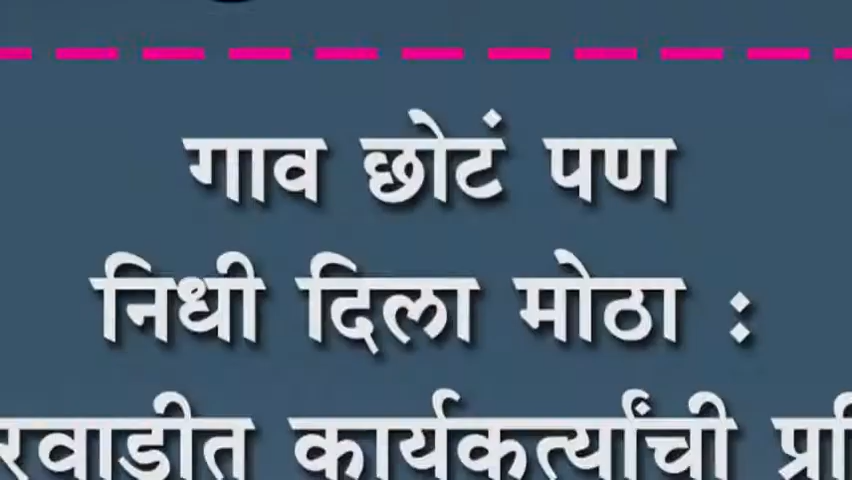 गाव छोटं पण
निधी दिला मोठा :
कार्यकर्त्यांची